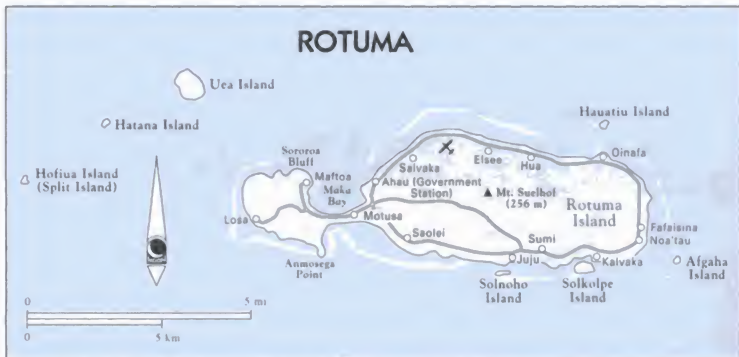 ROTUMA
Uea Island
Hatana Island
Hofiua Island
(Split Island)
Sororoa
Bluff
Maftoa
Maka
Bay
Losa
Motusa
Anmosega
Point
Ahau (Government
Station)
Salvaka
Elsee
Hua
Hauatiu Island
Oinafa
Mt. Suelhof
(256 m)
Rotuma
Island
Saolei
Sumi
Juju
Kalvaka
Fafaisina
Noa'tau
Afgaha
Island
Solnoho
Island
Solkolpe
Island
0
5 mi
0
5 km